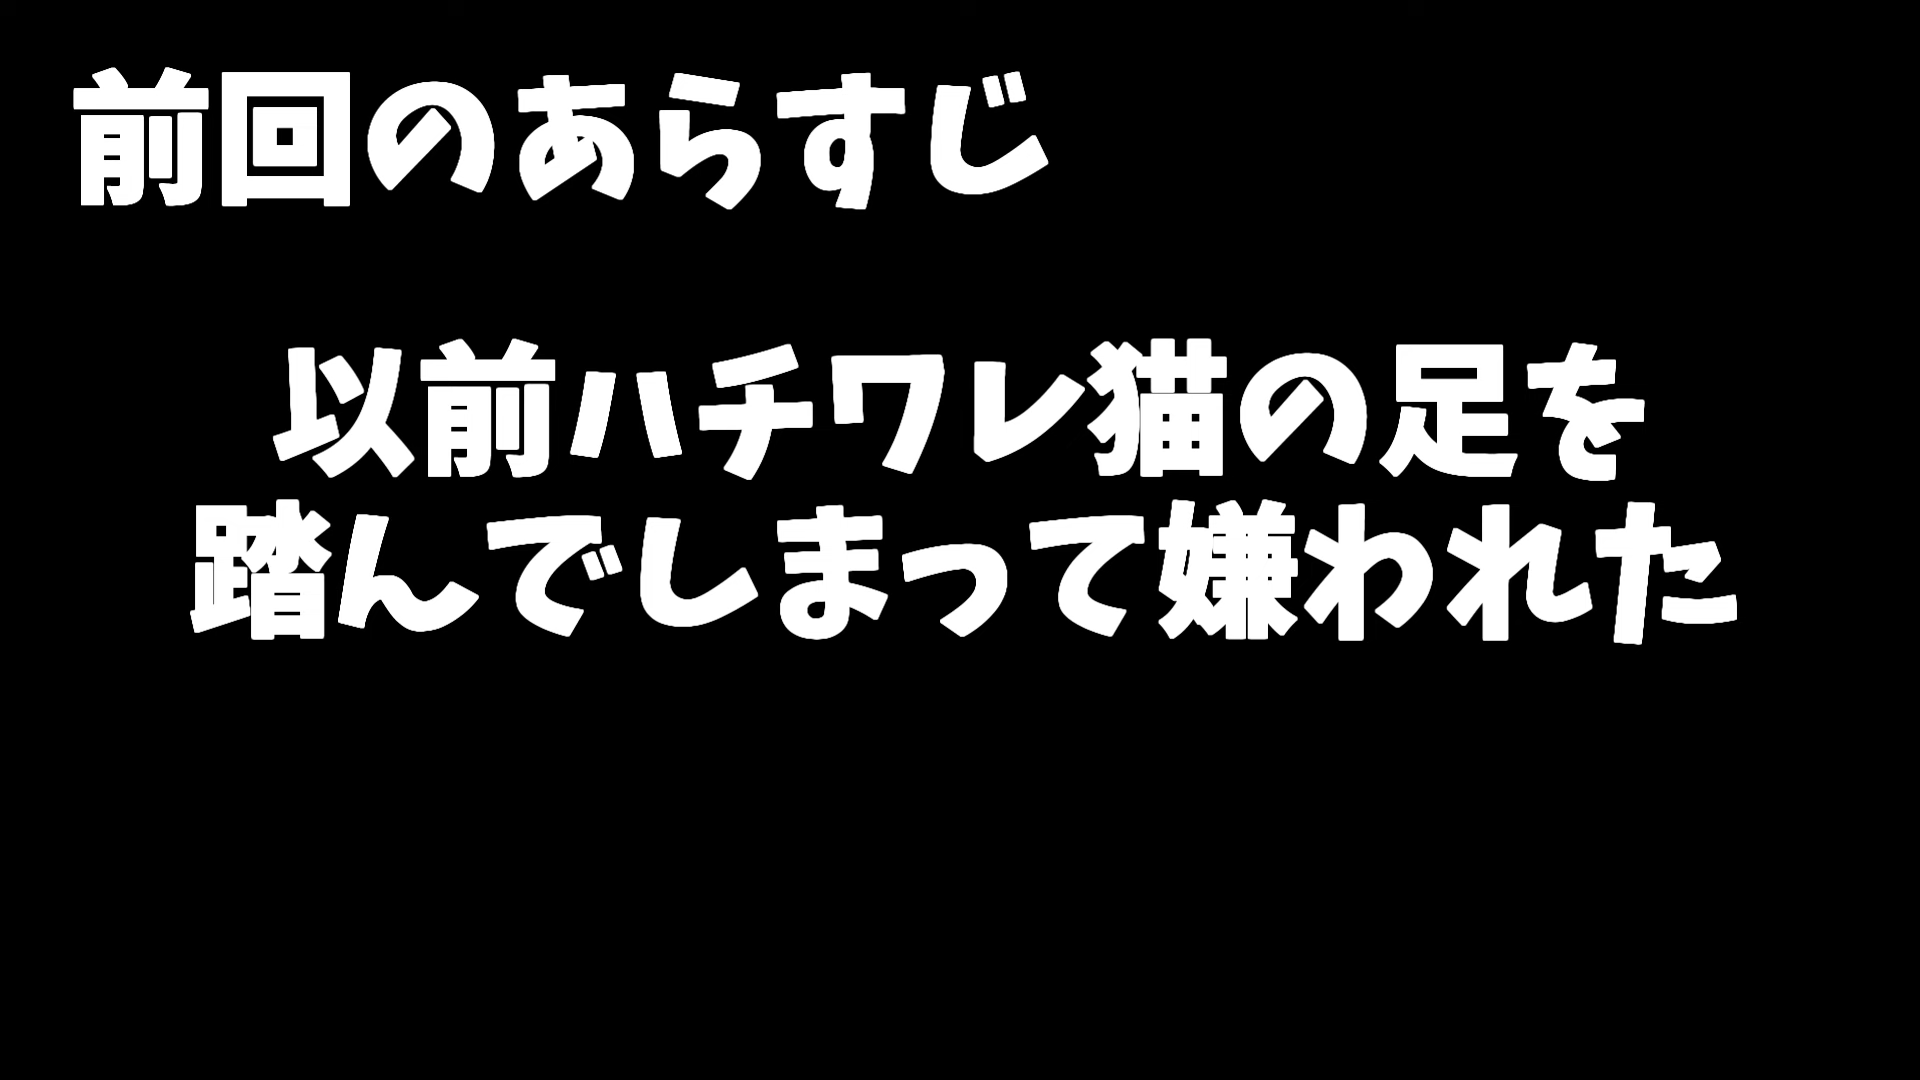 前回のあらすじ
以前ハチワレ猫の足を
踏んでしまって嫌われた